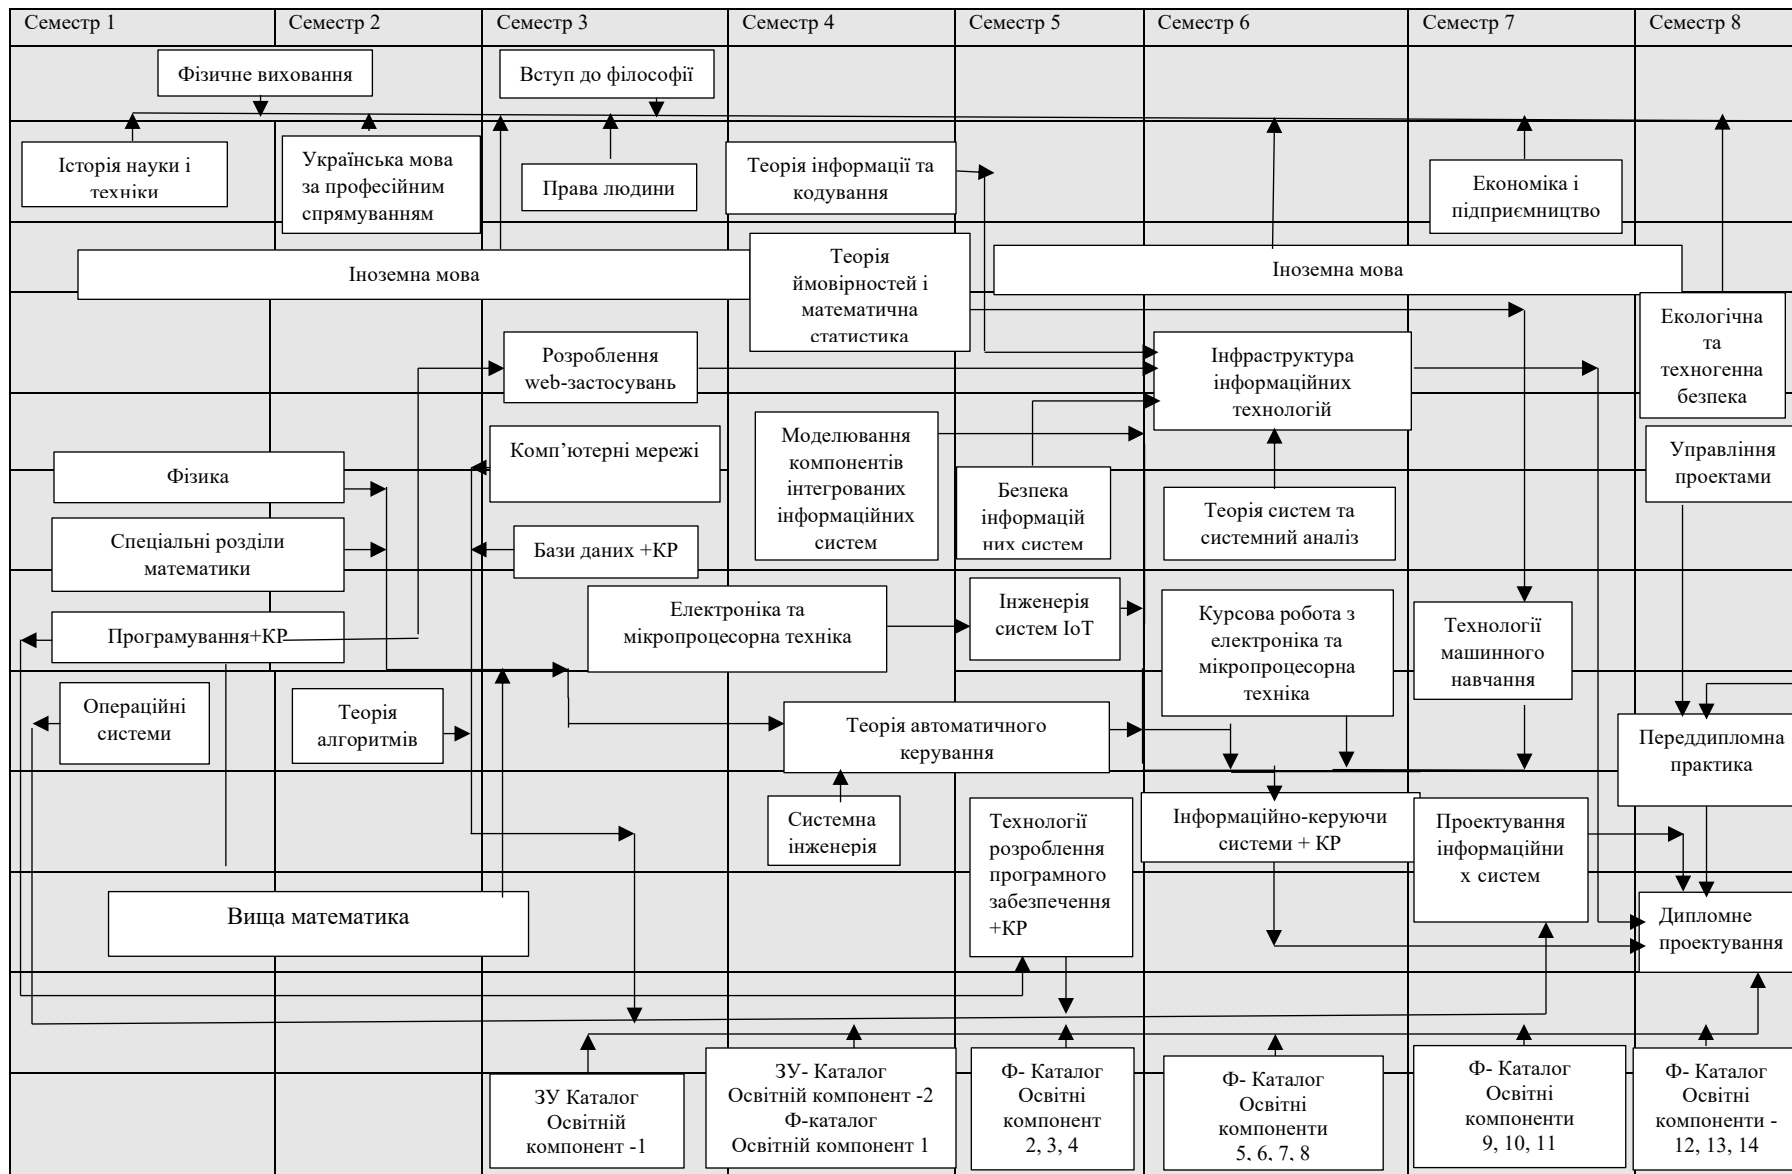 Семестр 1
Семестр 2
Семестр 3
Семестр 4
Семестр 5
Семестр 6
Семестр 7
Семестр 8
Фізичне виховання
Вступ до філософії
Історія науки і
техніки
Українська мова
за професійним
спрямуванням
Права людини
Теорія інформації та
кодування
Економіка і
підприємництво
Іноземна мова
Теорія
ймовірностей і
математична
статистика
Іноземна мова
Екологічна
та
техногенна
безпека
Розроблення
web-застосувань
Інфраструктура
інформаційних
технологій
Фізика
Комп’ютерні мережі
Моделювання
компонентів
інтегрованих
інформаційних
систем
Безпека
інформацій
них систем
Теорія систем та
системний аналіз
Управління
проектами
Спеціальні розділи
математики
Бази даних +КР
Програмування+КР
Електроніка та
мікропроцесорна техніка
Інженерія
систем ІоТ
Курсова робота з
електроніка та
мікропроцесорна
техніка
Технології
машинного
навчання
Операційні
системи
Теорія
алгоритмів
Теорія автоматичного
керування
Переддипломна
практика
Системна
інженерія
Технології
розроблення
програмного
забезпечення
+КР
Інформаційно-керуючи
системи + КР
Проектування
інформаційни
х систем
Вища математика
Дипломне
проектування
ЗУ Каталог
Освітній
компонент -1
ЗУ- Каталог
Освітній компонент -2
Ф-каталог
Освітній компонент 1
Ф- Каталог
Освітні
компонент
2, 3, 4
Ф- Каталог
Освітні
компоненти
5, 6, 7, 8
Ф- Каталог
Освітні
компоненти
9, 10, 11
Ф- Каталог
Освітні
компоненти -
12, 13, 14